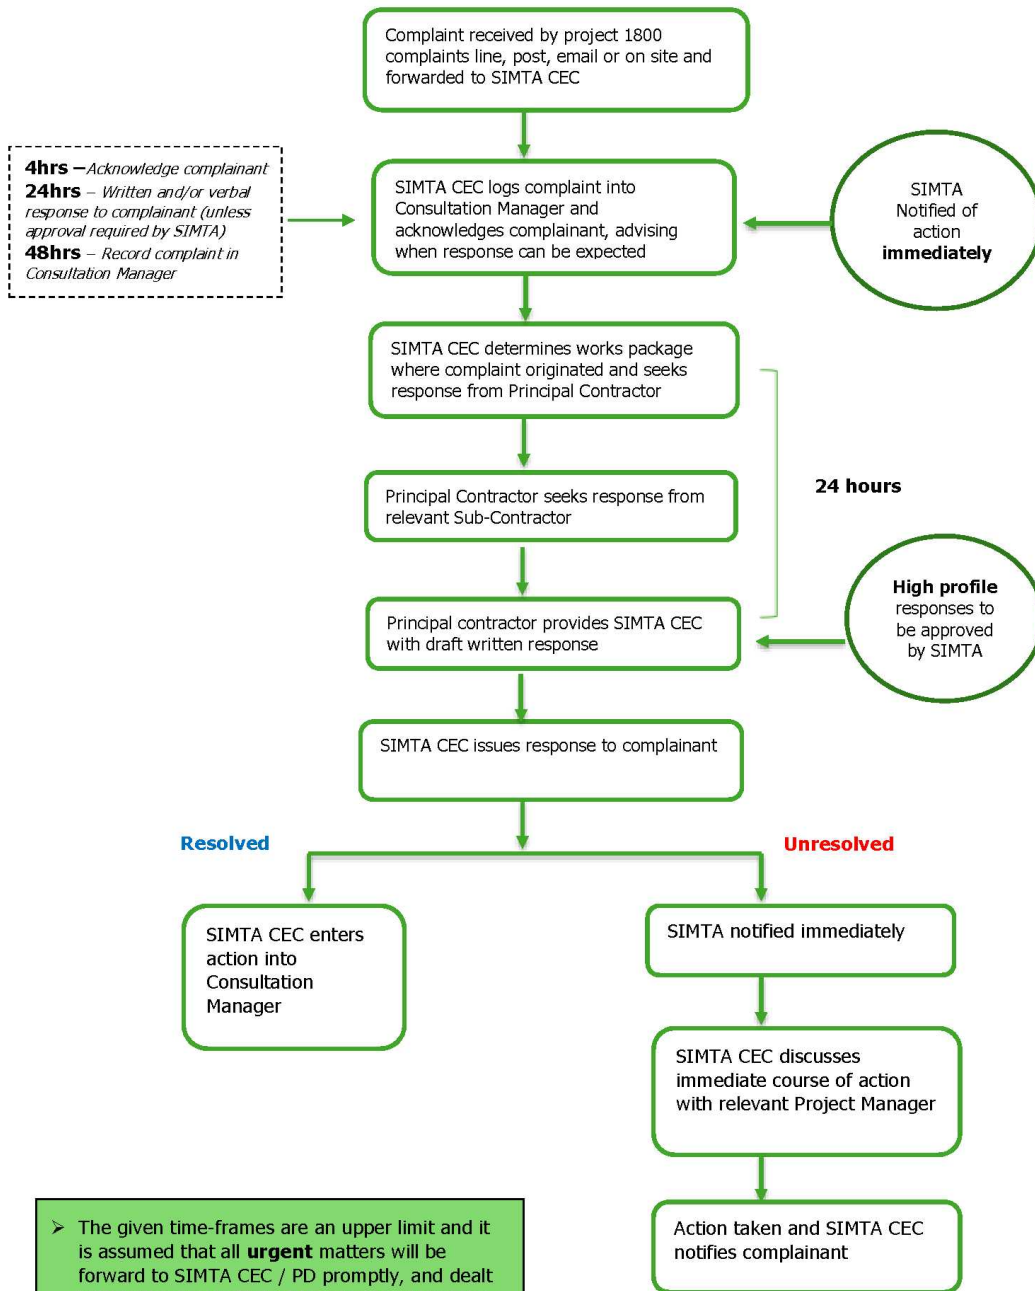 Complaint received by project 1800
complaints line, post, email or on site and
forwarded to SIMTA CEC
4hrs – Acknowledge complainant
24hrs – Written and/or verbal
response to complainant (unless
approval required by SIMTA)
48hrs – Record complaint in
Consultation Manager
SIMTA CEC logs complaint into
Consultation Manager and
acknowledges complainant, advising
when response can be expected
SIMTA
Notified of
action
immediately
SIMTA CEC determines works package
where complaint originated and seeks
response from Principal Contractor
24 hours
Principal Contractor seeks response from
relevant Sub-Contractor
Principal contractor provides SIMTA CEC
with draft written response
High profile
responses to
be approved
by SIMTA
SIMTA CEC issues response to complainant
Resolved
Unresolved
SIMTA CEC enters
action into
Consultation
Manager
SIMTA notified immediately
SIMTA CEC discusses
immediate course of action
with relevant Project Manager
Action taken and SIMTA CEC
notifies complainant
➢ The given time-frames are an upper limit and it
is assumed that all urgent matters will be
forward to SIMTA CEC / PD promptly, and dealt